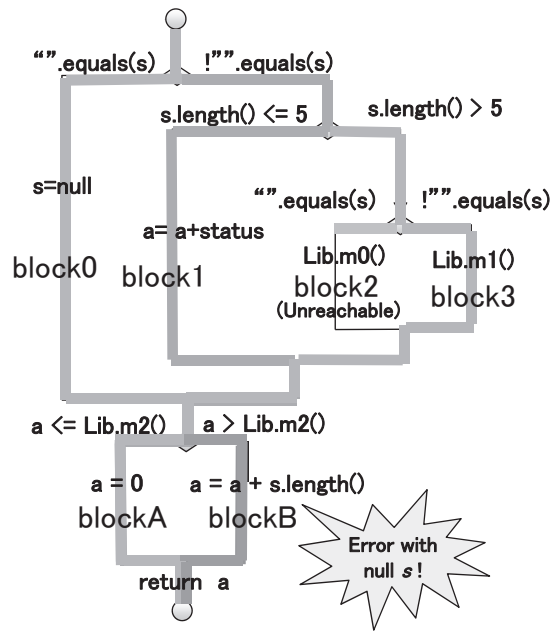 “”.equals(s) !””.equals(s)
s.length() <= 5 s.length() > 5
s=null
“”.equals(s) !””.equals(s)
a= a+status
Lib.m0() Lib.m1()
block0 block1 block2 block3
(Unreachable)
a <= Lib.m2() a > Lib.m2()
a = 0 a = a + s.length()
blockA blockB
Error with
null s !
return a